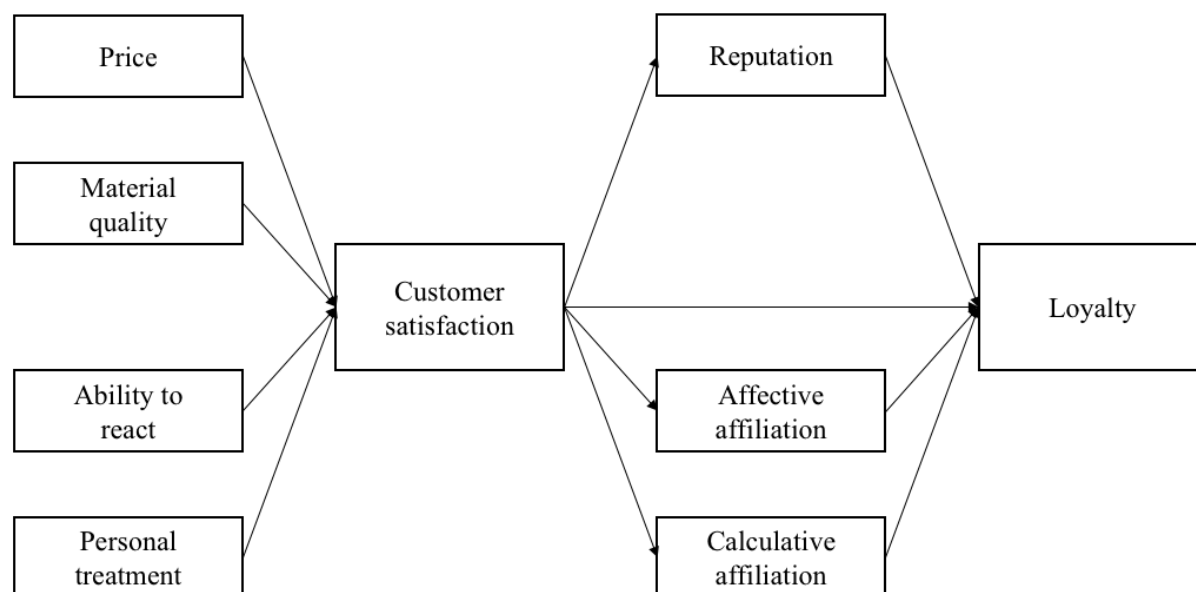 Price
Material
quality
Ability to
react
Personal
treatment
Customer
satisfaction
Reputation
Affective
affiliation
Calculative
affiliation
Loyalty